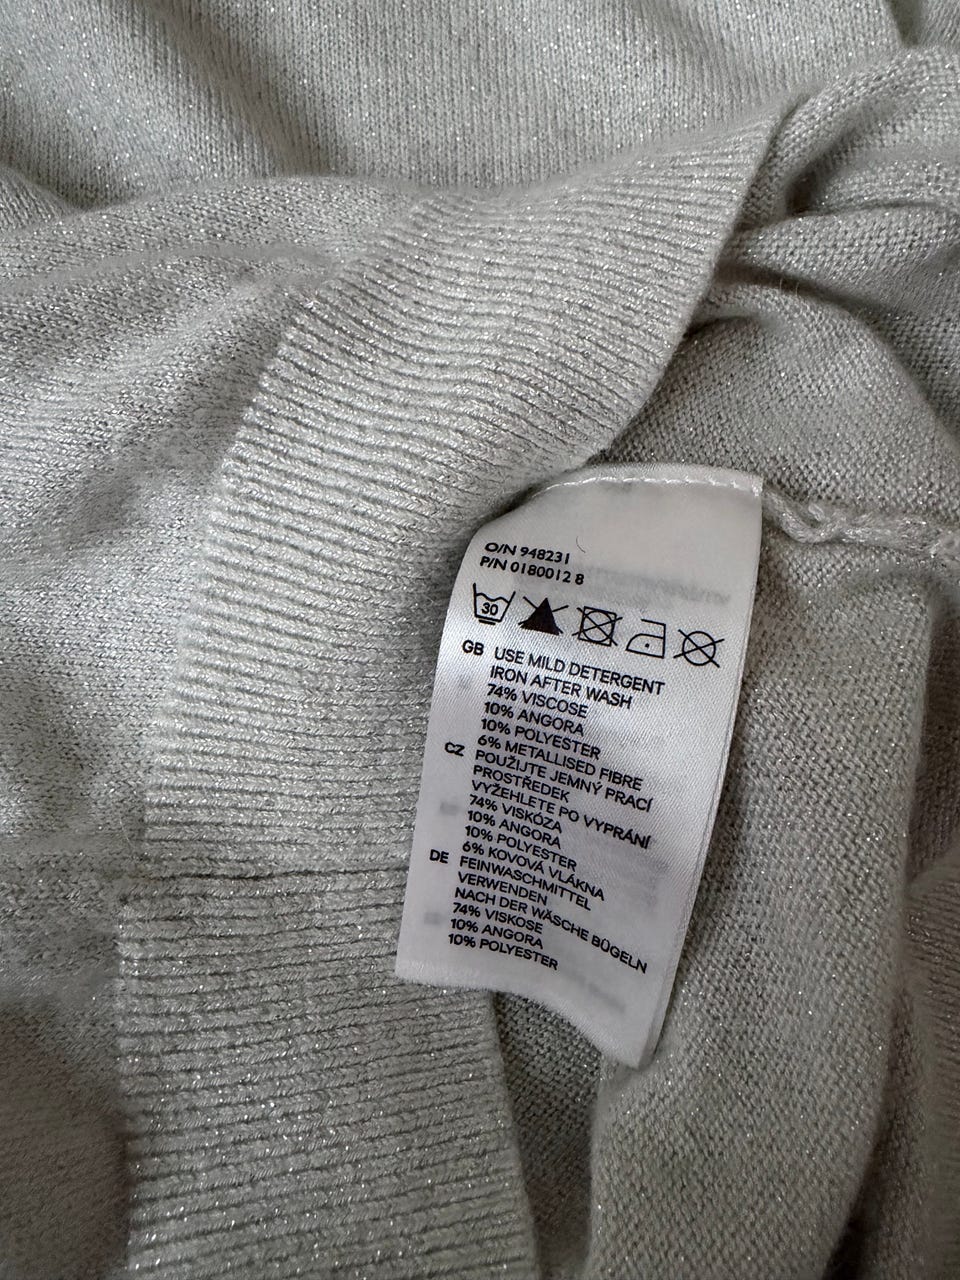 O/N 948231
P/N 0180012 8
30
GB USE MILD DETERGENT
IRON AFTER WASH
74% VISCOSE
10% ANGORA
10% POLYESTER
6% METALLISED FIBRE
CZ POUŽIJTE JEMNÝ PRACÍ
PROSTŘEDEK
VYŽEHLETE PO VYPRÁNÍ
74% VISKÓZA
10% ANGORA
10% POLYESTER
6% KOVOVÁ VLÁKNA
DE FEINWASCHMITTEL
VERWENDEN
NACH DER WÄSCHE BÜGELN
74% VISKOSE
10% ANGORA
10% POLYESTER